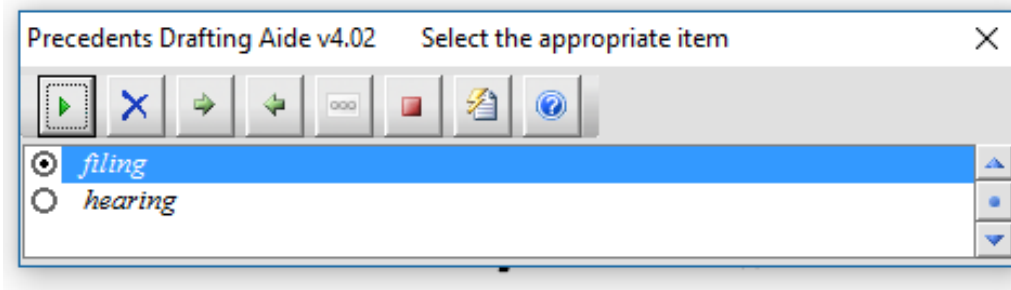 Precedents Drafting Aide v4.02 Select the appropriate item
filing
hearing